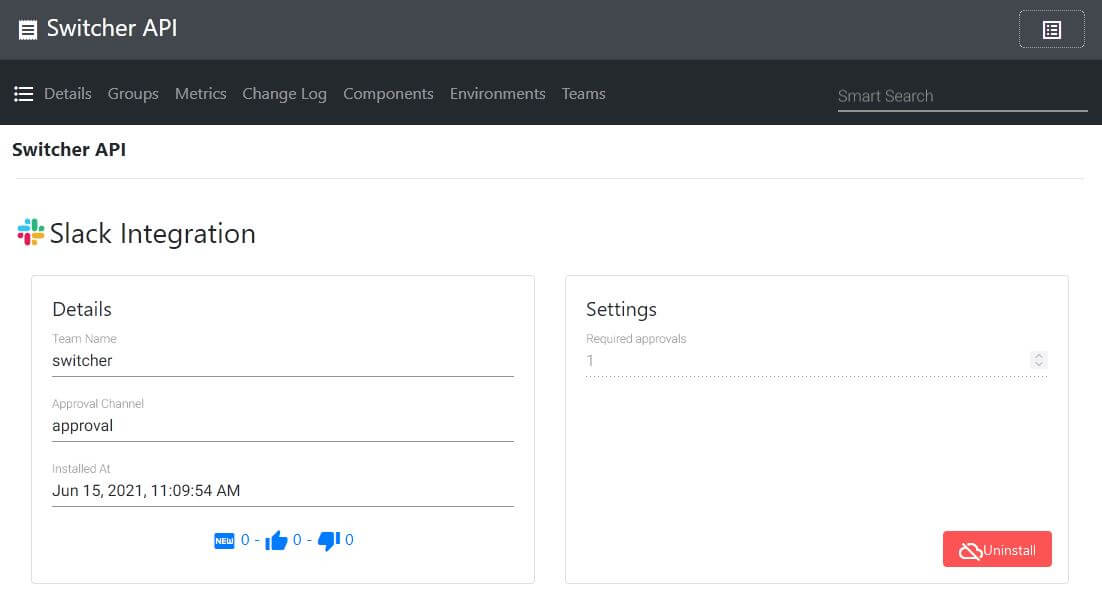 Switcher API
Details Groups Metrics Change Log Components Environments Teams Smart Search
Switcher API
Slack Integration
Details
Team Name
switcher
Approval Channel
approval
Installed At
Jun 15, 2021, 11:09:54 AM
NEW 0 - 0 - 0
Settings
Required approvals
1
Uninstall